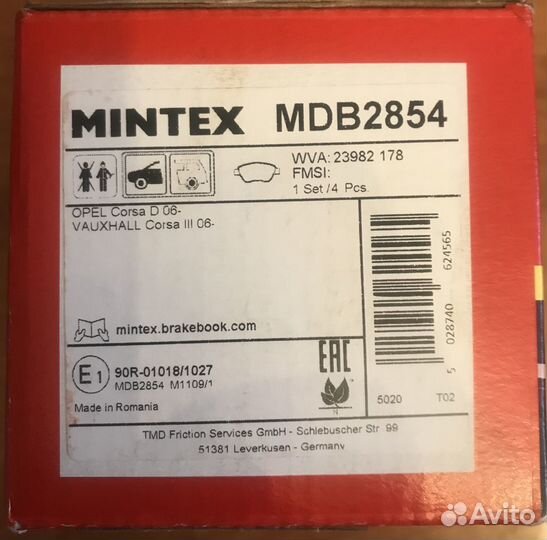 MINTEX MDB2854
WVA: 23982 178
FMSI:
1 Set /4 Pcs.
OPEL Corsa D 06-
VAUXHALL Corsa III 06-
mintex.brakebook.com
5 028740 624565
EAC
E1
90R-01018/1027
MDB2854 M1109/1
N
Made in Romania
5020 T02
TMD Friction Services GmbH - Schlebuscher Str 99
51381 Leverkusen - Germany
Avito